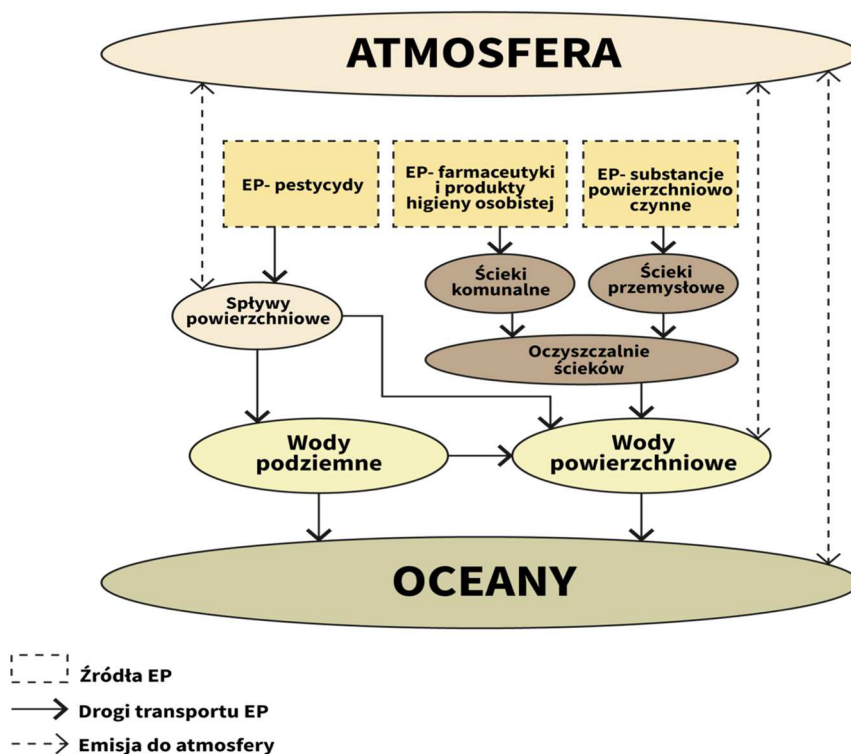 ATMOSFERA
EP- pestycydy
EP- farmaceutyki
i produkty
higieny osobistej
EP- substancje
powierzchniowo
czynne
Ścieki
komunalne
Ścieki
przemysłowe
Spływy
powierzchniowe
Oczyszczalnie
ścieków
Wody
podziemne
Wody
powierzchniowe
OCEANY
Źródła EP
Drogi transportu EP
Emisja do atmosfery